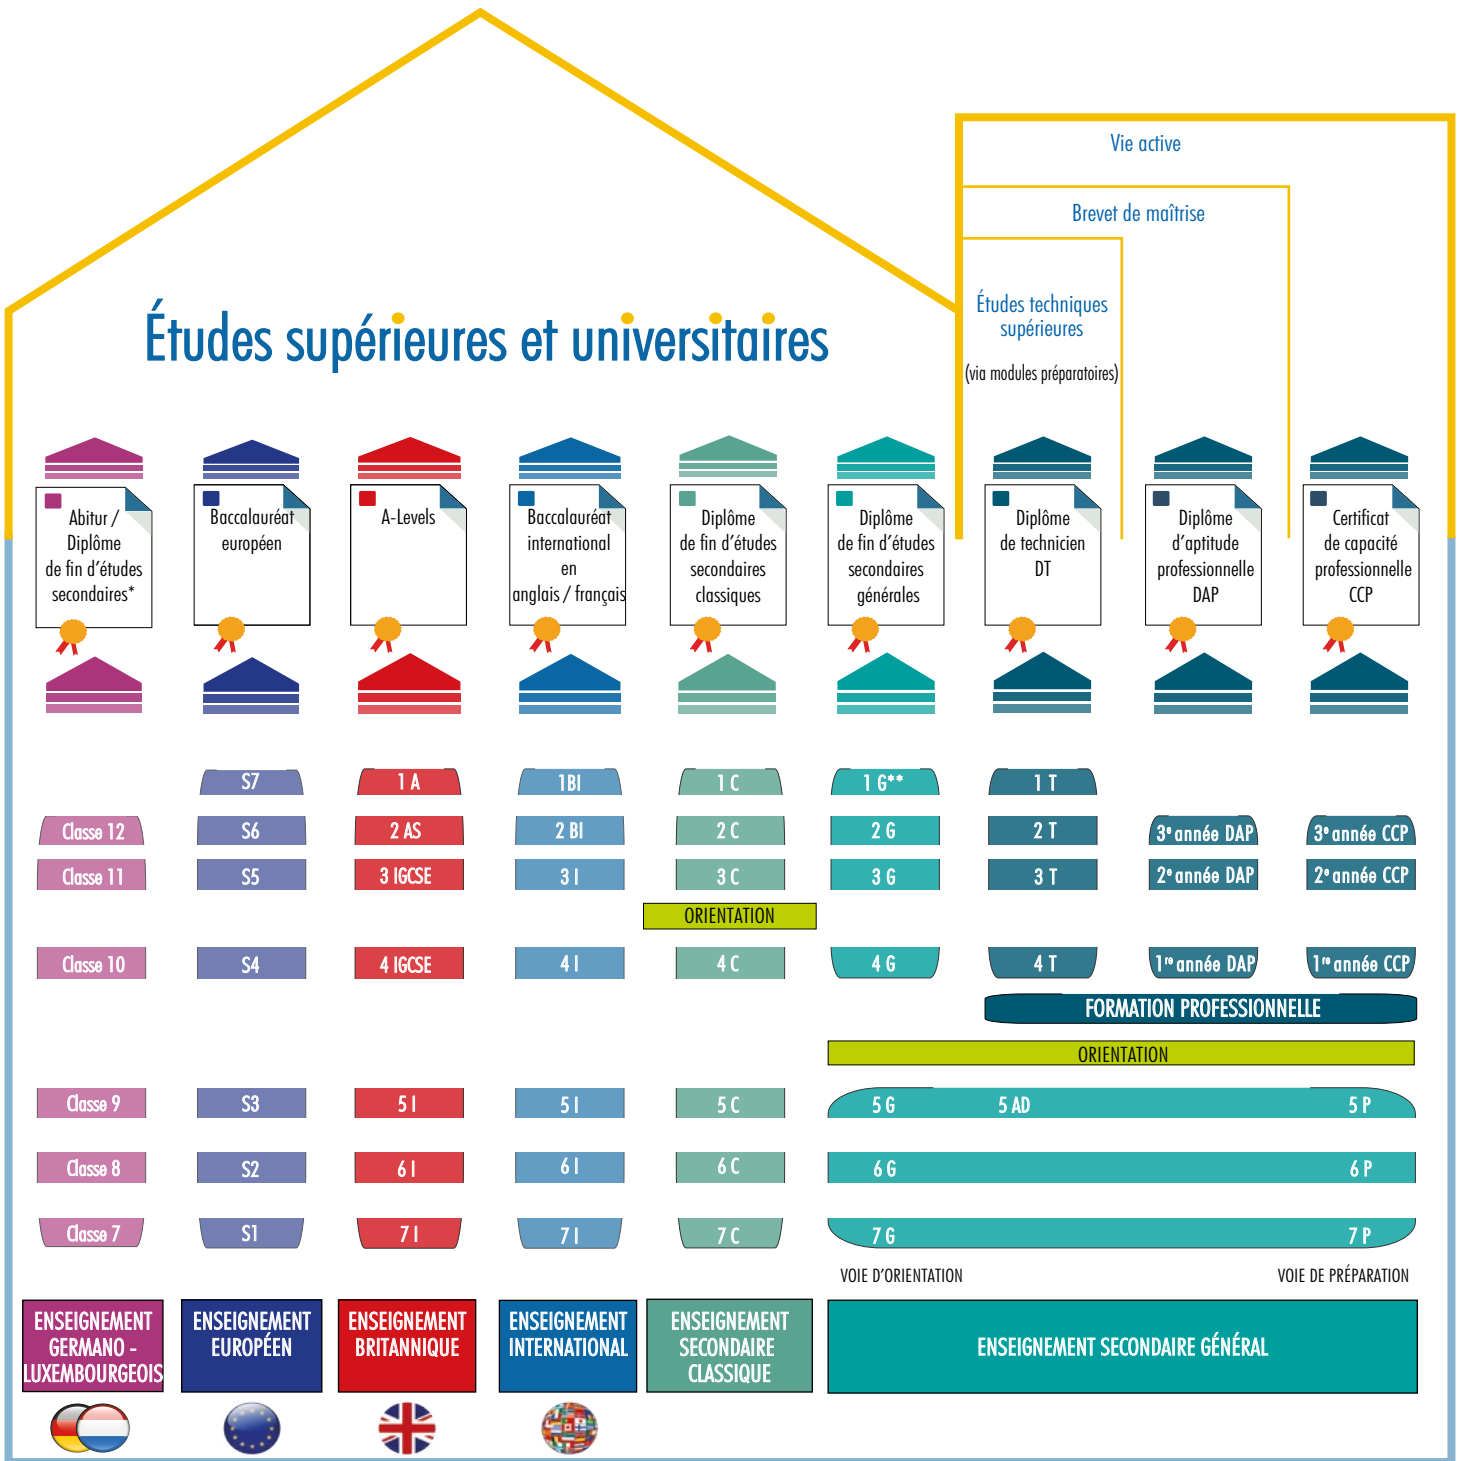 Vie active
Brevet de maîtrise
Études techniques
supérieures
(via modules préparatoires)
Études supérieures et universitaires
Abitur /
Diplôme
de fin d'études
secondaires*
Baccalauréat
européen
A-Levels
Baccalauréat
international
en
anglais / français
Diplôme
de fin d'études
secondaires
classiques
Diplôme
de fin d'études
secondaires
générales
Diplôme
de technicien
DT
Diplôme
d'aptitude
professionnelle
DAP
Certificat
de capacité
professionnelle
CCP
S7 1 A 1BI 1 C 1 G** 1 T
Classe 12 S6 2 AS 2 BI 2 C 2 G 2 T 3e année DAP 3e année CCP
Classe 11 S5 3 IGCSE 3 I 3 C 3 G 3 T 2e année DAP 2e année CCP
ORIENTATION
Classe 10 S4 4 IGCSE 4 I 4 C 4 G 4 T 1re année DAP 1re année CCP
FORMATION PROFESSIONNELLE
ORIENTATION
Classe 9 S3 5 I 5 I 5 C 5 G 5 AD 5 P
Classe 8 S2 6 I 6 I 6 C 6 G 6 P
Classe 7 S1 7 I 7 I 7 C 7 G 7 P
VOIE D'ORIENTATION VOIE DE PRÉPARATION
ENSEIGNEMENT
GERMANO -
LUXEMBOURGEOIS
ENSEIGNEMENT
EUROPÉEN
ENSEIGNEMENT
BRITANNIQUE
ENSEIGNEMENT
INTERNATIONAL
ENSEIGNEMENT
SECONDAIRE
CLASSIQUE
ENSEIGNEMENT SECONDAIRE GÉNÉRAL